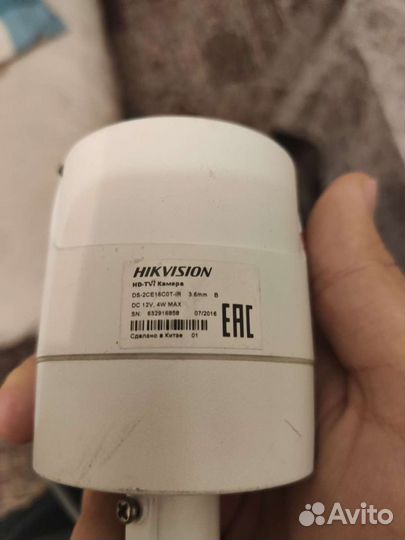 HIKVISION
HD-TVI Камера
DS-2CE16C0T-IR 3.6mm B
DC 12V, 4W MAX
SN: 632916858 07/2016
Сделано в Китае 01
EAC
Avito